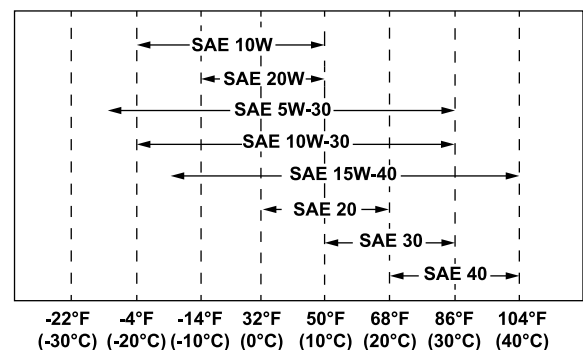 SAE 10W
SAE 20W
SAE 5W-30
SAE 10W-30
SAE 15W-40
SAE 20
SAE 30
SAE 40
-22°F -4°F -14°F 32°F 50°F 68°F 86°F 104°F
(-30°C) (-20°C) (-10°C) (0°C) (10°C) (20°C) (30°C) (40°C)